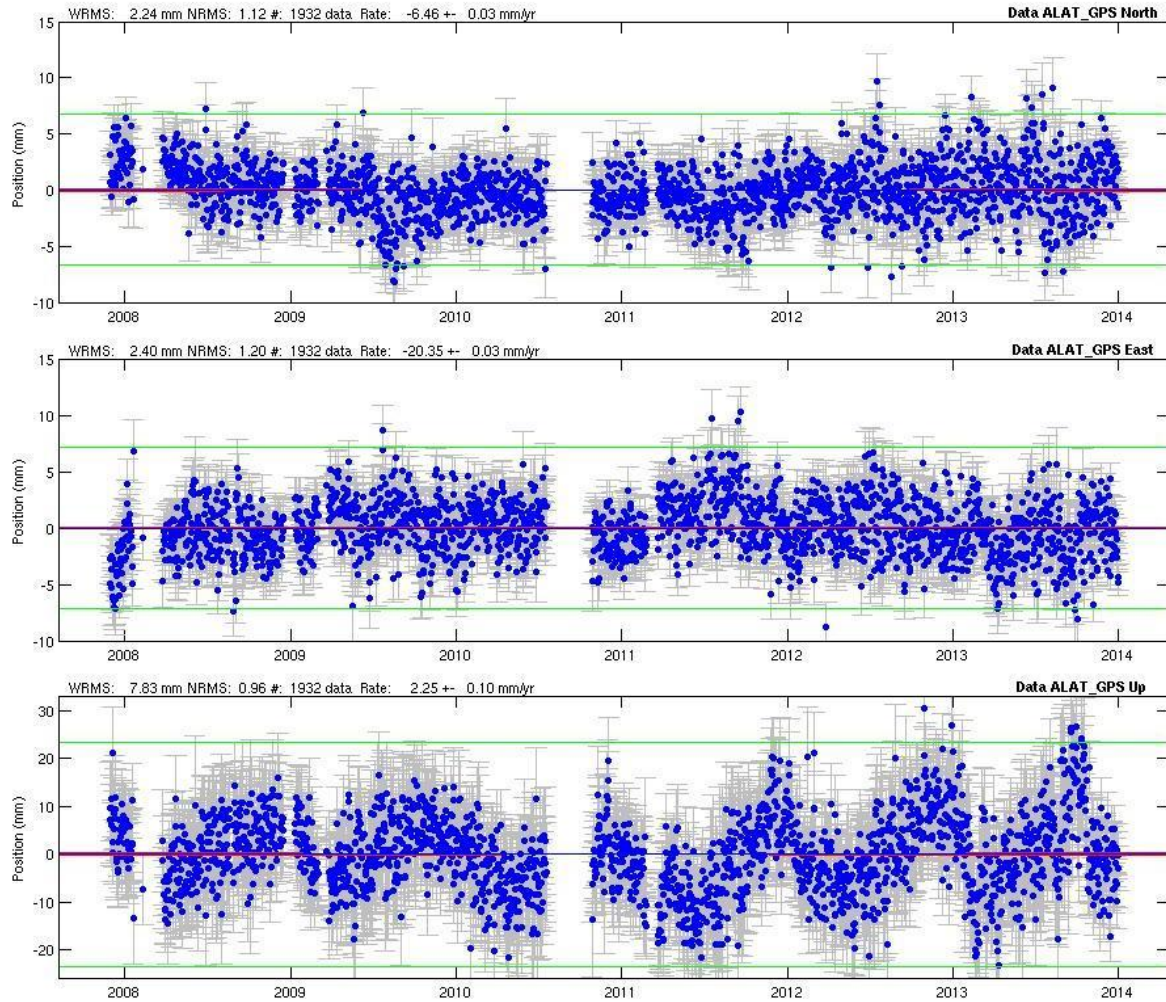 WRMS: 2.24 mm NRMS: 1.12 #: 1932 data Rate: -6.46 +- 0.03 mm/yr Data ALAT_GPS North
15
10
5
0
-5
-10
Position (mm)
2008 2009 2010 2011 2012 2013 2014
WRMS: 2.40 mm NRMS: 1.20 #: 1932 data Rate: -20.35 +- 0.03 mm/yr Data ALAT_GPS East
15
10
5
0
-5
-10
Position (mm)
2008 2009 2010 2011 2012 2013 2014
WRMS: 7.83 mm NRMS: 0.96 #: 1932 data Rate: 2.25 +- 0.10 mm/yr Data ALAT_GPS Up
30
20
10
0
-10
-20
Position (mm)
2008 2009 2010 2011 2012 2013 2014